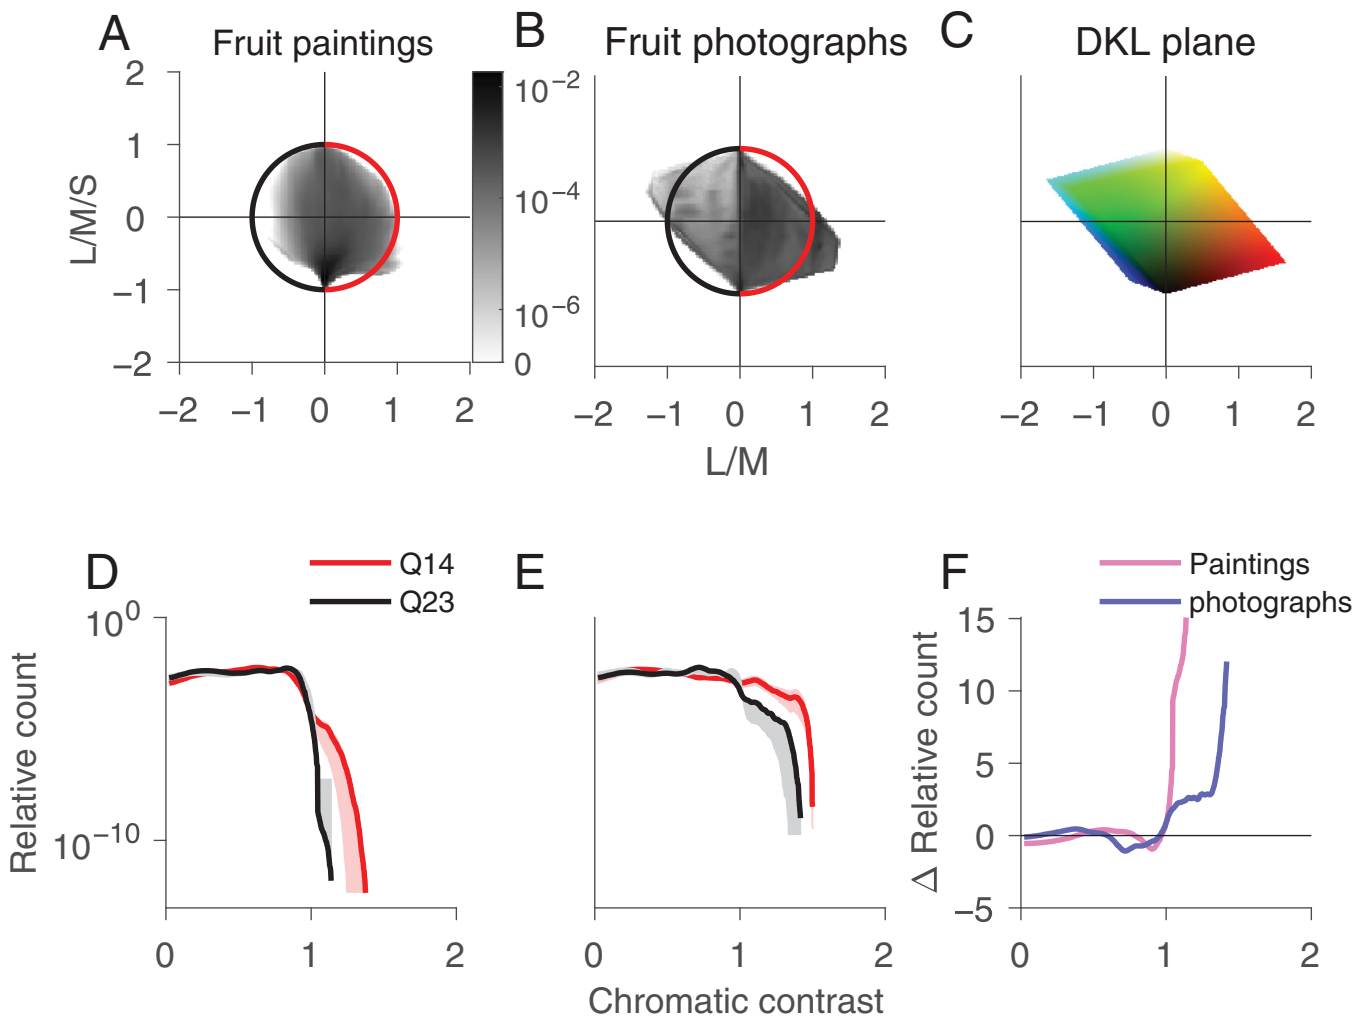 A
Fruit paintings
B
Fruit photographs
C
DKL plane
L/M/S
2
1
0
−1
−2
−2
−1
0
1
2
10−2
10−4
10−6
0
−2
−1
0
1
2
L/M
−2
−1
0
1
2
D
Q14
Q23
E
F
Paintings
photographs
Relative count
100
10−10
0
1
2
0
1
2
Chromatic contrast
Δ Relative count
15
10
5
0
−5
0
1
2